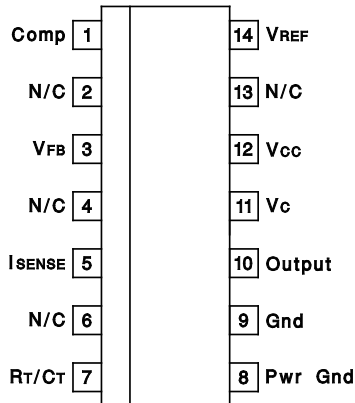 Comp 1 14 VREF
N/C 2 13 N/C
VFB 3 12 VCC
N/C 4 11 VC
ISENSE 5 10 Output
N/C 6 9 Gnd
RT/CT 7 8 Pwr Gnd